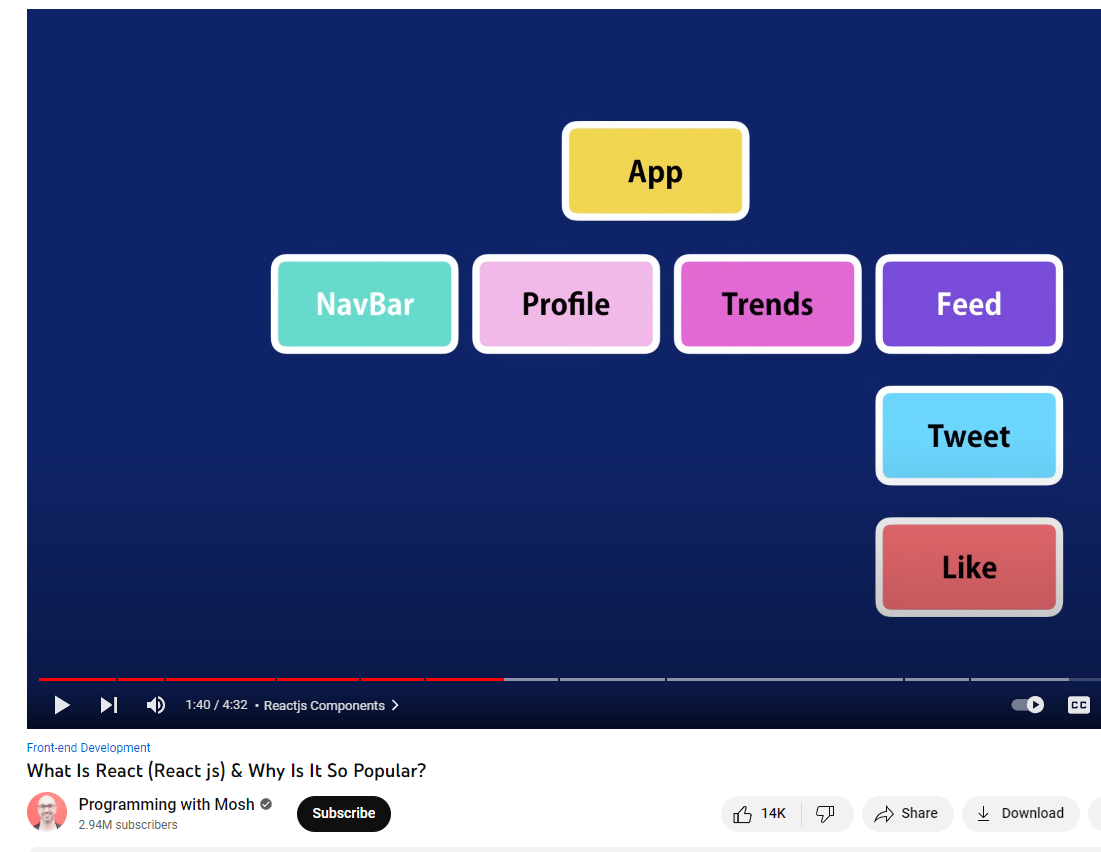 App
NavBar Profile Trends Feed
Tweet
Like
1:40 / 4:32 • Reactjs Components
CC
Front-end Development
What Is React (React js) & Why Is It So Popular?
Programming with Mosh
2.94M subscribers
Subscribe
14K
Share
Download